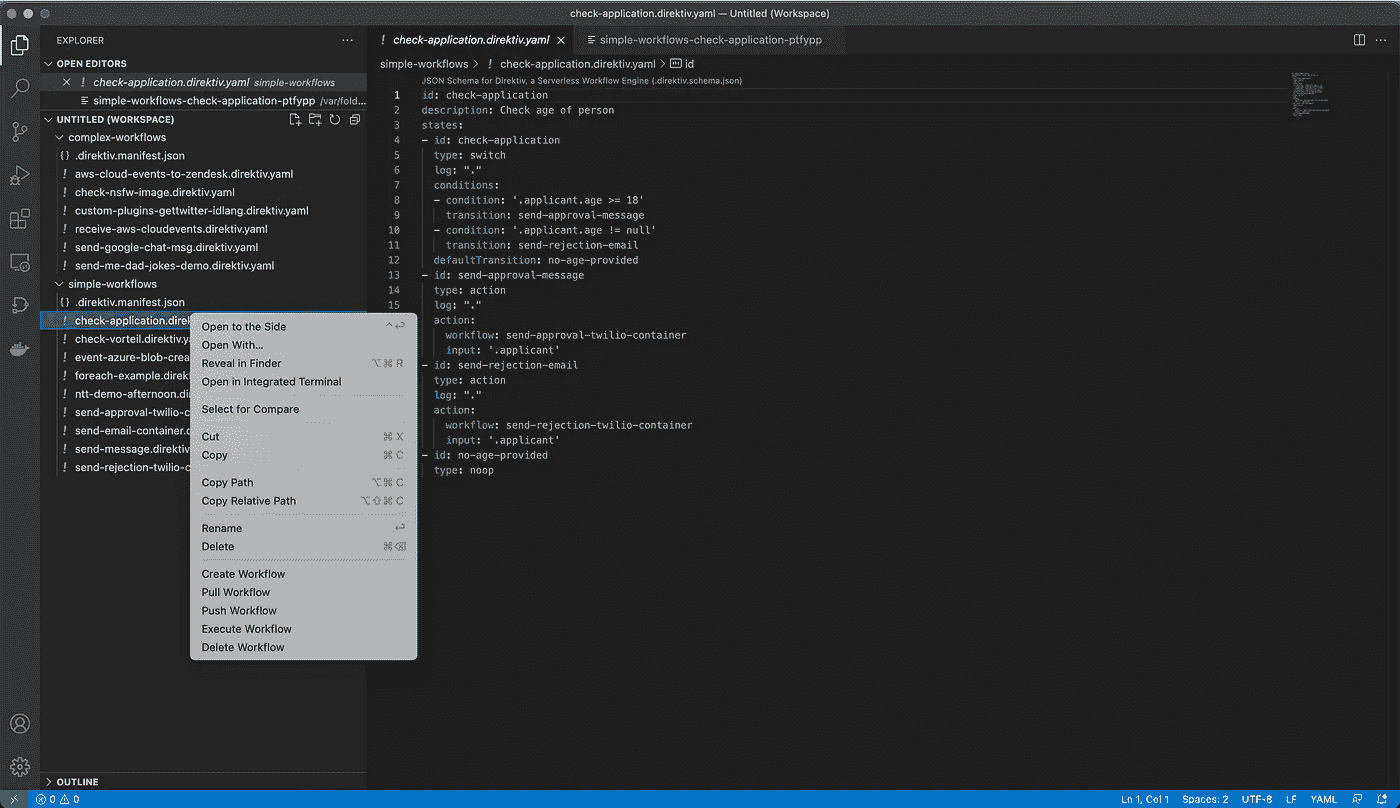 check-application.direktiv.yaml — Untitled (Workspace)
EXPLORER
OPEN EDITORS
check-application.direktiv.yaml simple-workflows
simple-workflows-check-application-ptfypp /var/fold...
UNTITLED (WORKSPACE)
complex-workflows
{} .direktiv.manifest.json
! aws-cloud-events-to-zendesk.direktiv.yaml
! check-nsfw-image.direktiv.yaml
! custom-plugins-gettwitter-idlang.direktiv.yaml
! receive-aws-cloudevents.direktiv.yaml
! send-google-chat-msg.direktiv.yaml
! send-me-dad-jokes-demo.direktiv.yaml
simple-workflows
{} .direktiv.manifest.json
! check-application.direk
! check-vorteil.direktiv.ya
! event-azure-blob-crea
! foreach-example.direkt
! ntt-demo-afternoon.di
! send-approval-twilio-c
! send-email-container.c
! send-message.direktiv
! send-rejection-twilio-c
OUTLINE
Open to the Side ^↩
Open With...
Reveal in Finder ⌥⌘R
Open in Integrated Terminal
Select for Compare
Cut ⌘X
Copy ⌘C
Copy Path ⌥⌘C
Copy Relative Path ⌥⇧⌘C
Rename ↩
Delete ⌘⌫
Create Workflow
Pull Workflow
Push Workflow
Execute Workflow
Delete Workflow
! check-application.direktiv.yaml
simple-workflows-check-application-ptfypp
simple-workflows > ! check-application.direktiv.yaml > id
JSON Schema for Direktiv, a Serverless Workflow Engine (.direktiv.schema.json)
1 id: check-application
2 description: Check age of person
3 states:
4 - id: check-application
5 type: switch
6 log: "."
7 conditions:
8 - condition: '.applicant.age >= 18'
9 transition: send-approval-message
10 - condition: '.applicant.age != null'
11 transition: send-rejection-email
12 defaultTransition: no-age-provided
13 - id: send-approval-message
14 type: action
15 log: "."
action:
workflow: send-approval-twilio-container
input: '.applicant'
- id: send-rejection-email
type: action
log: "."
action:
workflow: send-rejection-twilio-container
input: '.applicant'
- id: no-age-provided
type: noop
0 0
Ln 1, Col 1 Spaces: 2 UTF-8 LF YAML